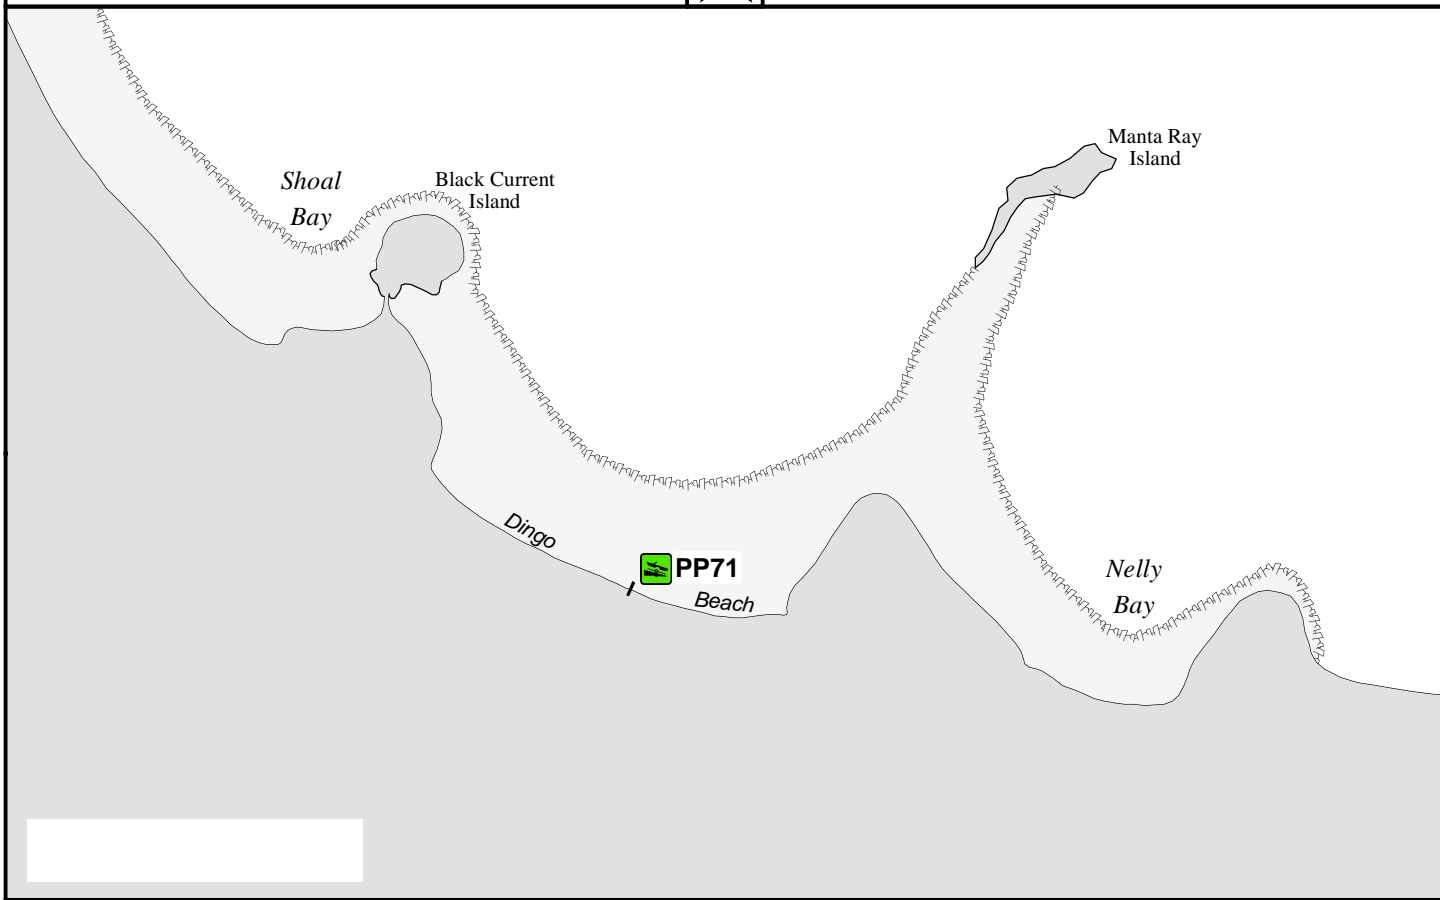 Manta Ray
Island
Shoal
Bay
Black Current
Island
Dingo
PP71
Beach
Nelly
Bay